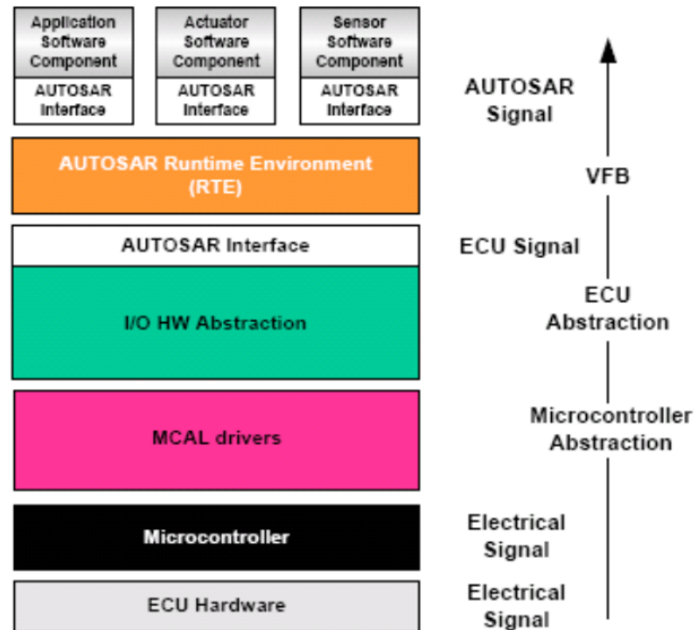 Application
Software
Component
AUTOSAR
Interface
Actuator
Software
Component
AUTOSAR
Interface
Sensor
Software
Component
AUTOSAR
Interface
AUTOSAR
Signal
AUTOSAR Runtime Environment
(RTE)
VFB
AUTOSAR Interface
ECU Signal
I/O HW Abstraction
ECU
Abstraction
MCAL drivers
Microcontroller
Abstraction
Microcontroller
Electrical
Signal
ECU Hardware
Electrical
Signal